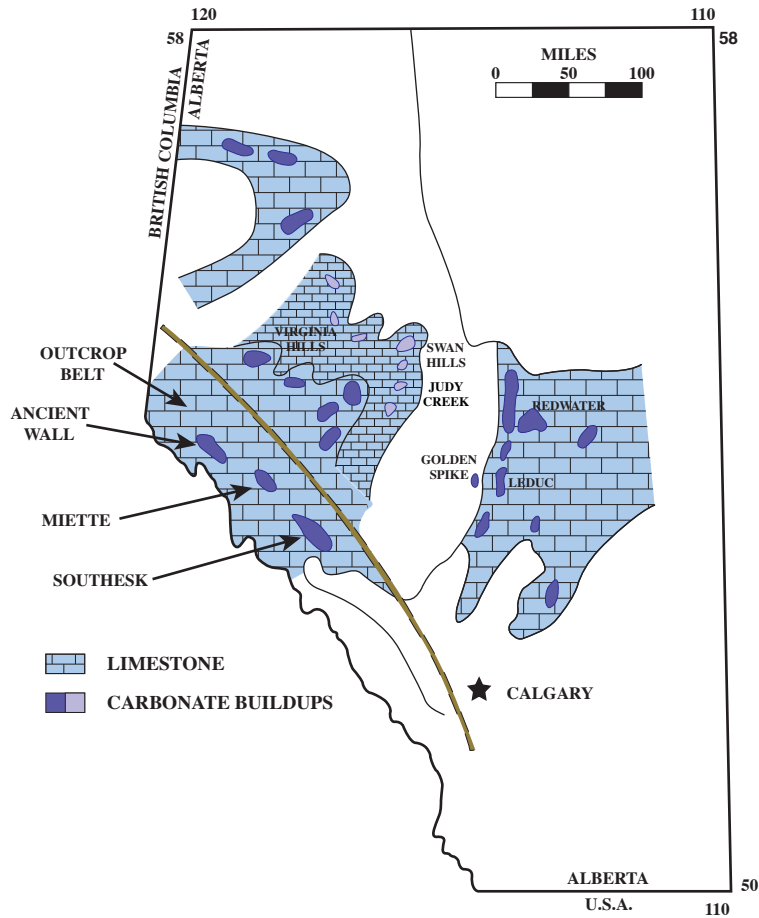 120
110
58
58
BRITISH COLUMBIA
ALBERTA
MILES
0 50 100
VIRGINIA
HILLS
SWAN
HILLS
JUDY
CREEK
OUTCROP
BELT
ANCIENT
WALL
REDWATER
GOLDEN
SPIKE
LEDUC
MIETTE
SOUTHESK
LIMESTONE
CARBONATE BUILDUPS
CALGARY
ALBERTA
U.S.A.
50
110